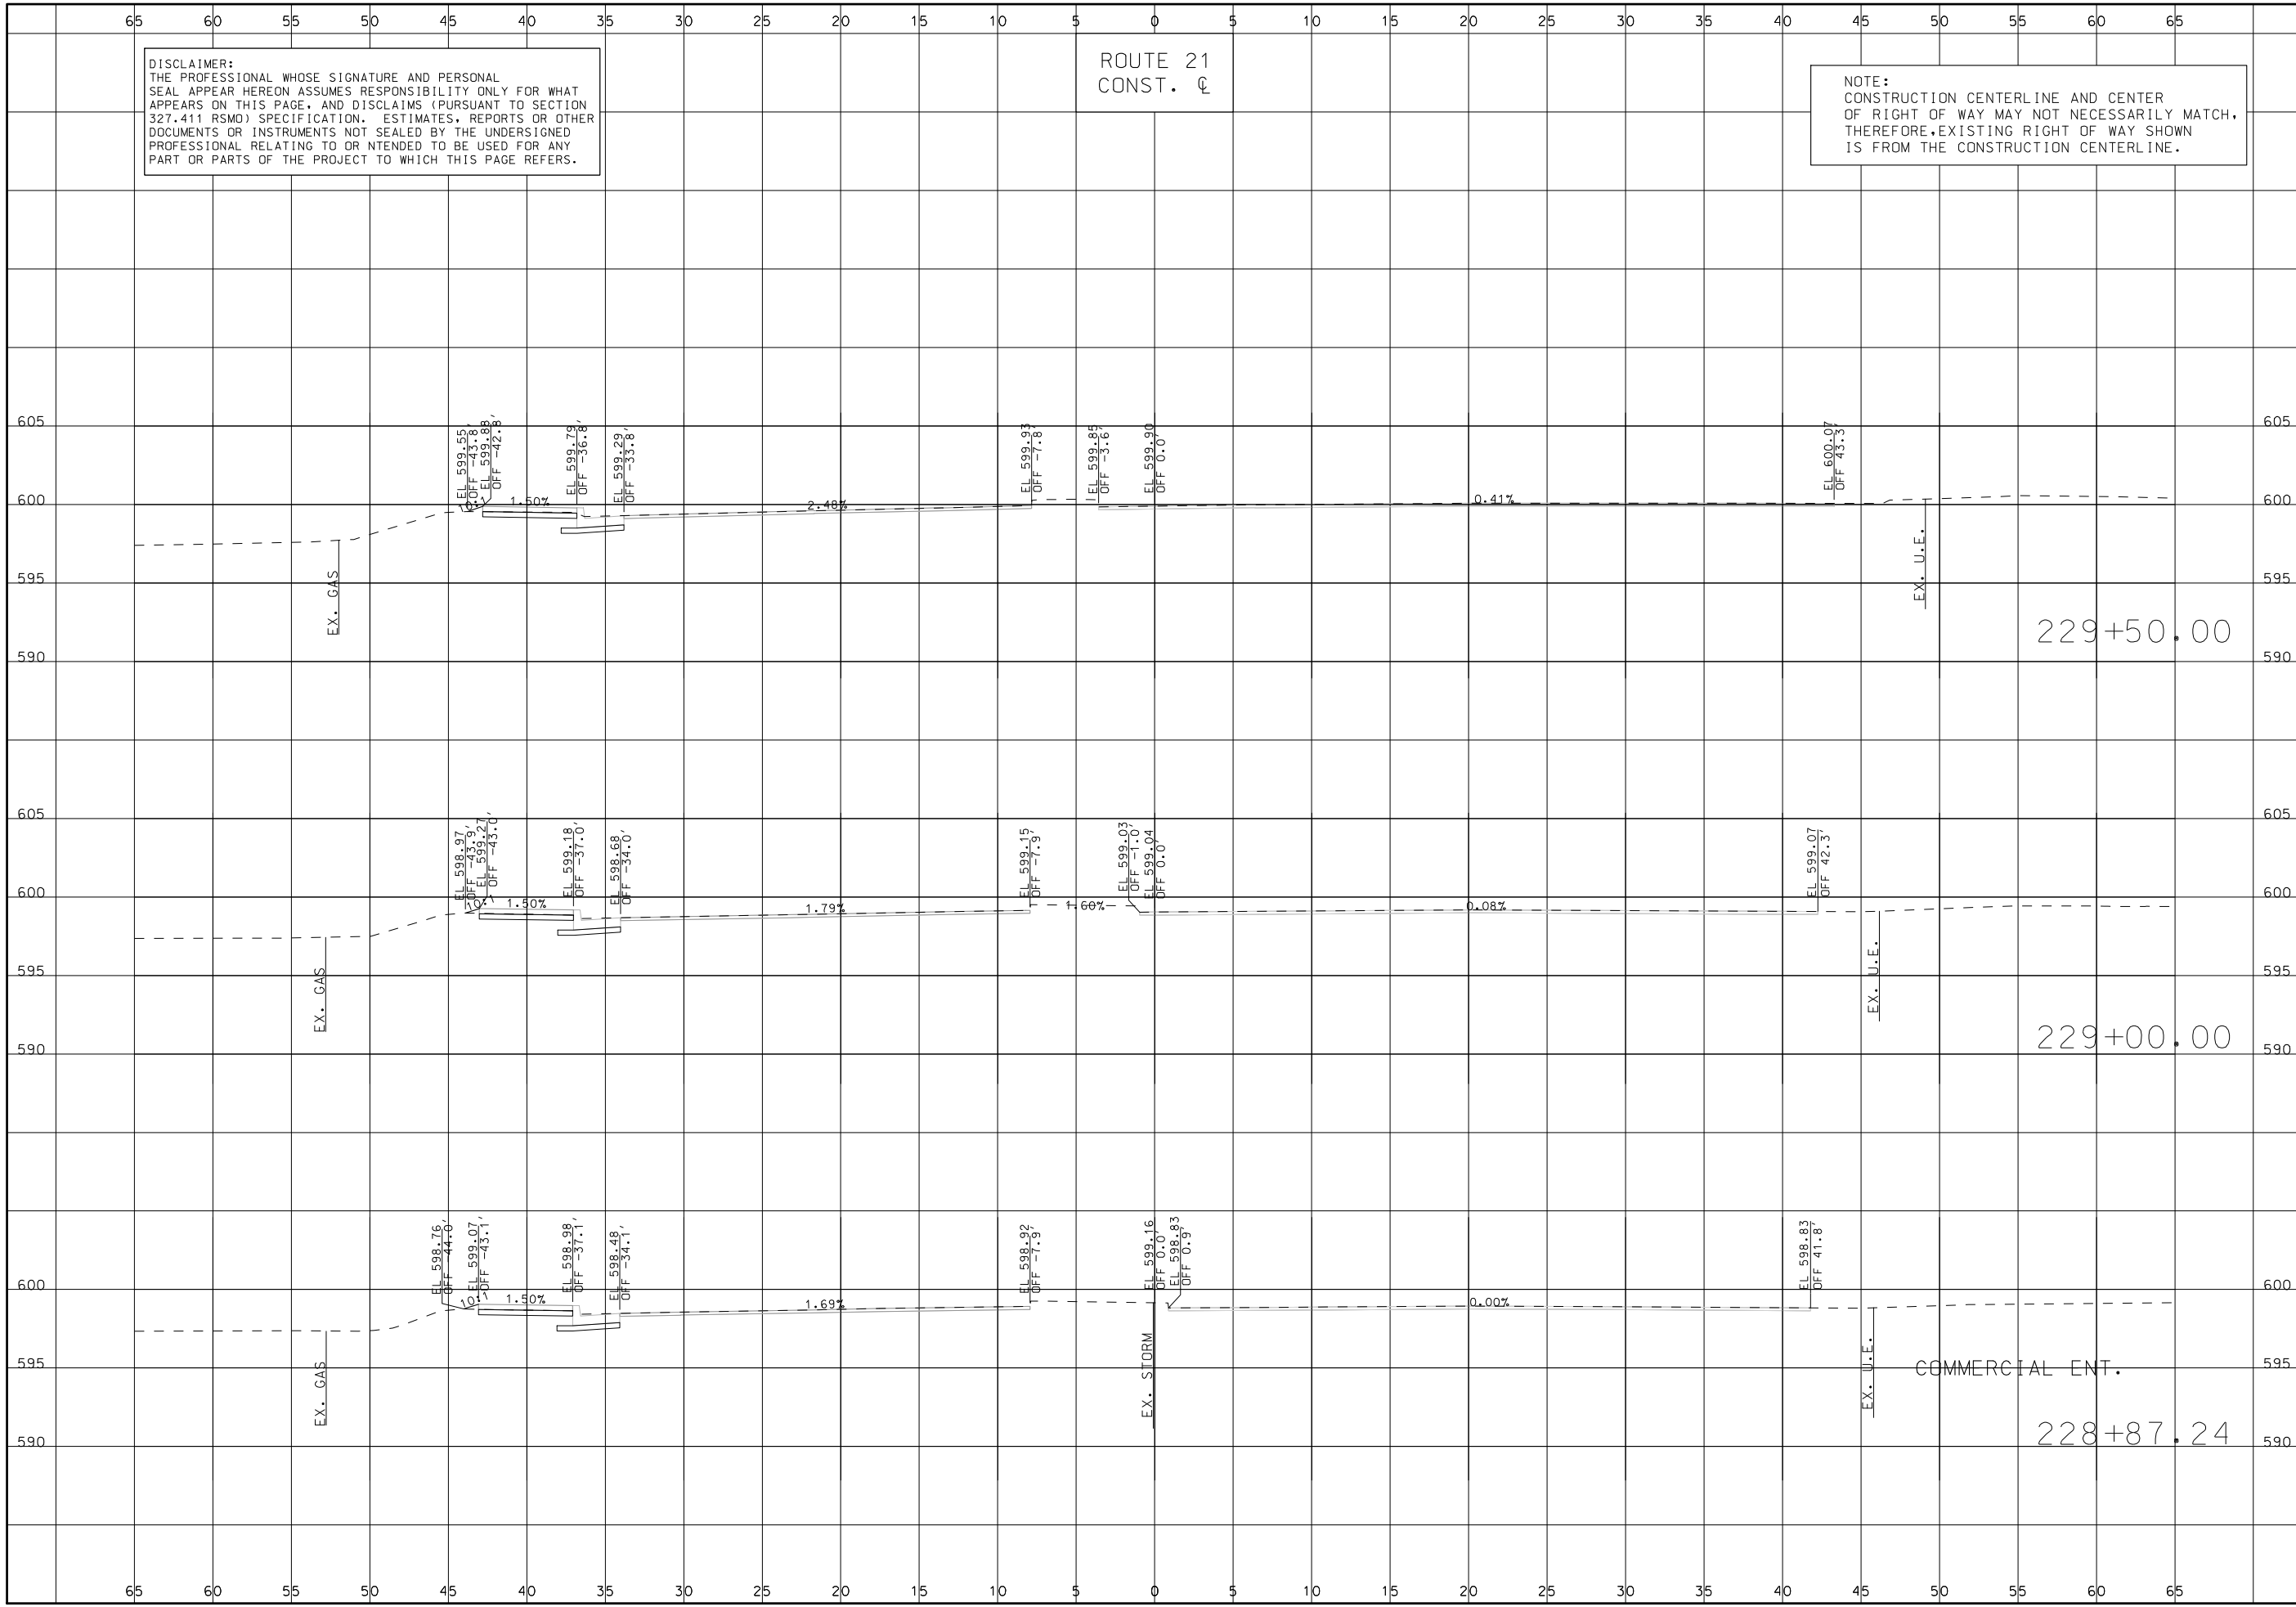 65 60 55 50 45 40 35 30 25 20 15 10 5 0 5 10 15 20 25 30 35 40 45 50 55 60 65
DISCLAIMER:
THE PROFESSIONAL WHOSE SIGNATURE AND PERSONAL
SEAL APPEAR HEREON ASSUMES RESPONSIBILITY ONLY FOR WHAT
APPEARS ON THIS PAGE, AND DISCLAIMS (PURSUANT TO SECTION
327.411 RSMO) SPECIFICATION. ESTIMATES, REPORTS OR OTHER
DOCUMENTS OR INSTRUMENTS NOT SEALED BY THE UNDERSIGNED
PROFESSIONAL RELATING TO OR NTENDED TO BE USED FOR ANY
PART OR PARTS OF THE PROJECT TO WHICH THIS PAGE REFERS.
ROUTE 21
CONST. ℄
NOTE:
CONSTRUCTION CENTERLINE AND CENTER
OF RIGHT OF WAY MAY NOT NECESSARILY MATCH,
THEREFORE,EXISTING RIGHT OF WAY SHOWN
IS FROM THE CONSTRUCTION CENTERLINE.
605 605
EL 599.55
OFF -43.8'
EL 599.88
OFF -42.8'
EL 599.79
OFF -36.8'
EL 599.29
OFF -33.8'
EL 599.93
OFF -7.8'
EL 599.85
OFF -3.6'
EL 599.90
OFF 0.0'
EL 600.07
OFF 43.3'
600 10:1 1.50% 2.48% 0.41% 600
595 595
EX. GAS
EX. U.E.
229+50.00
590 590
605 605
EL 598.97
OFF -43.9'
EL 599.27
OFF -43.0'
EL 599.18
OFF -37.0'
EL 598.68
OFF -34.0'
EL 599.15
OFF -7.9'
EL 599.03
OFF -1.0'
EL 599.04
OFF 0.0'
EL 599.07
OFF 42.3'
600 600
10:1 1.50% 1.79% 1.60% 0.08%
595 595
EX. GAS
EX. U.E.
229+00.00
590 590
EL 598.76
OFF -44.0'
EL 599.07
OFF -43.1'
EL 598.98
OFF -37.1'
EL 598.48
OFF -34.1'
EL 598.92
OFF -7.9'
EL 599.16
OFF 0.0'
EL 598.83
OFF 0.9'
EL 598.83
OFF 41.8'
600 600
10:1 1.50% 1.69% 0.00%
595 595
EX. GAS
EX. STORM
EX. U.E.
COMMERCIAL ENT.
228+87.24
590 590
65 60 55 50 45 40 35 30 25 20 15 10 5 0 5 10 15 20 25 30 35 40 45 50 55 60 65